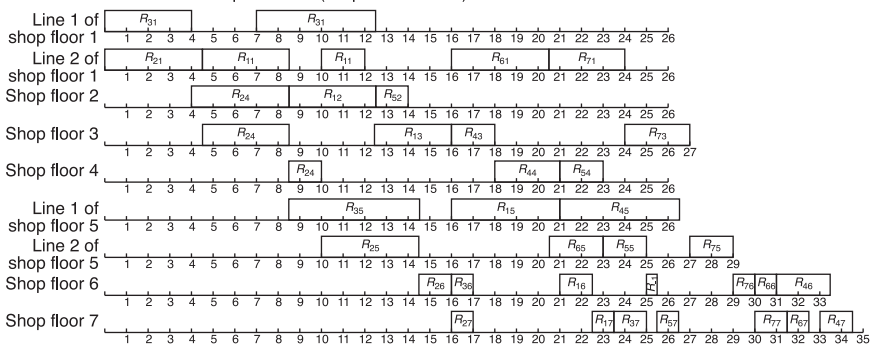 Line 1 of shop floor 1 R31 R31
1 2 3 4 5 6 7 8 9 10 11 12 13 14 15 16 17 18 19 20 21 22 23 24 25 26
Line 2 of shop floor 1 R21 R11 R11 R61 R71
1 2 3 4 5 6 7 8 9 10 11 12 13 14 15 16 17 18 19 20 21 22 23 24 25 26
Shop floor 2 R24 R12 R52
1 2 3 4 5 6 7 8 9 10 11 12 13 14 15 16 17 18 19 20 21 22 23 24 25 26
Shop floor 3 R24 R13 R43 R73
1 2 3 4 5 6 7 8 9 10 11 12 13 14 15 16 17 18 19 20 21 22 23 24 25 26 27
Shop floor 4 R24 R44 R54
1 2 3 4 5 6 7 8 9 10 11 12 13 14 15 16 17 18 19 20 21 22 23 24 25 26
Line 1 of shop floor 5 R35 R15 R45
1 2 3 4 5 6 7 8 9 10 11 12 13 14 15 16 17 18 19 20 21 22 23 24 25 26
Line 2 of shop floor 5 R25 R65 R55 R75
1 2 3 4 5 6 7 8 9 10 11 12 13 14 15 16 17 18 19 20 21 22 23 24 25 26 27 28 29
Shop floor 6 R26 R36 R16 R76 R66 R46
1 2 3 4 5 6 7 8 9 10 11 12 13 14 15 16 17 18 19 20 21 22 23 24 25 26 27 28 29 30 31 32 33
Shop floor 7 R27 R17 R37 R57 R77 R67 R47
1 2 3 4 5 6 7 8 9 10 11 12 13 14 15 16 17 18 19 20 21 22 23 24 25 26 27 28 29 30 31 32 33 34 35